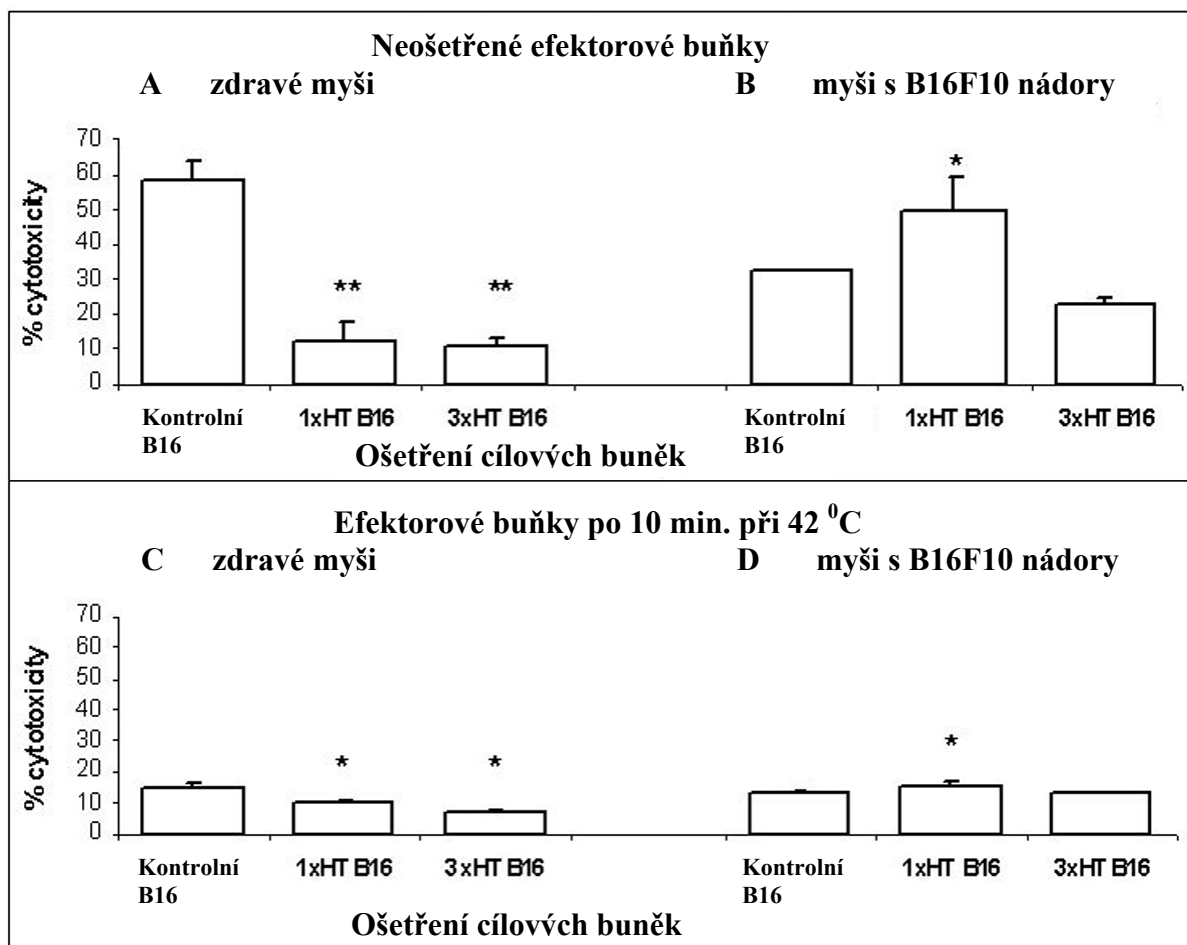 Neošetřené efektorové buňky
A zdravé myši
B myši s B16F10 nádory
% cytotoxicity
70
60
50
40
30
20
10
0
** **
*
Kontrolní B16
1xHT B16
3xHT B16
Kontrolní B16
1xHT B16
3xHT B16
Ošetření cílových buněk
Efektorové buňky po 10 min. při 42 ⁰C
C zdravé myši
D myši s B16F10 nádory
% cytotoxicity
70
60
50
40
30
20
10
0
* *
*
Kontrolní B16
1xHT B16
3xHT B16
Kontrolní B16
1xHT B16
3xHT B16
Ošetření cílových buněk